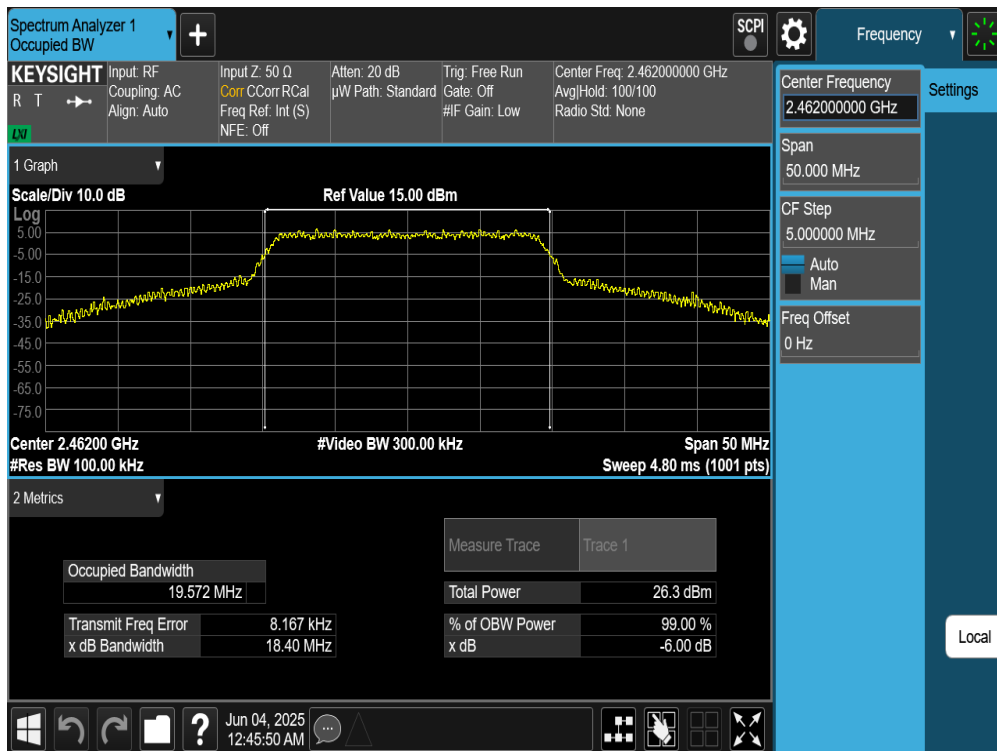 Spectrum Analyzer 1
Occupied BW
+
SCPI
Frequency
KEYSIGHT
R T
LXI
Input: RF
Coupling: AC
Align: Auto
Input Z: 50 Ω
Corr CCorr RCal
Freq Ref: Int (S)
NFE: Off
Atten: 20 dB
µW Path: Standard
Trig: Free Run
Gate: Off
#IF Gain: Low
Center Freq: 2.462000000 GHz
Avg|Hold: 100/100
Radio Std: None
Center Frequency
2.462000000 GHz
Settings
Span
50.000 MHz
CF Step
5.000000 MHz
Auto
Man
Freq Offset
0 Hz
Local
1 Graph
Scale/Div 10.0 dB
Ref Value 15.00 dBm
Log
5.00
-5.00
-15.0
-25.0
-35.0
-45.0
-55.0
-65.0
-75.0
Center 2.46200 GHz
#Video BW 300.00 kHz
Span 50 MHz
#Res BW 100.00 kHz
Sweep 4.80 ms (1001 pts)
2 Metrics
Measure Trace
Trace 1
Occupied Bandwidth
19.572 MHz
Total Power
26.3 dBm
Transmit Freq Error
8.167 kHz
% of OBW Power
99.00 %
x dB Bandwidth
18.40 MHz
x dB
-6.00 dB
?
Jun 04, 2025
12:45:50 AM